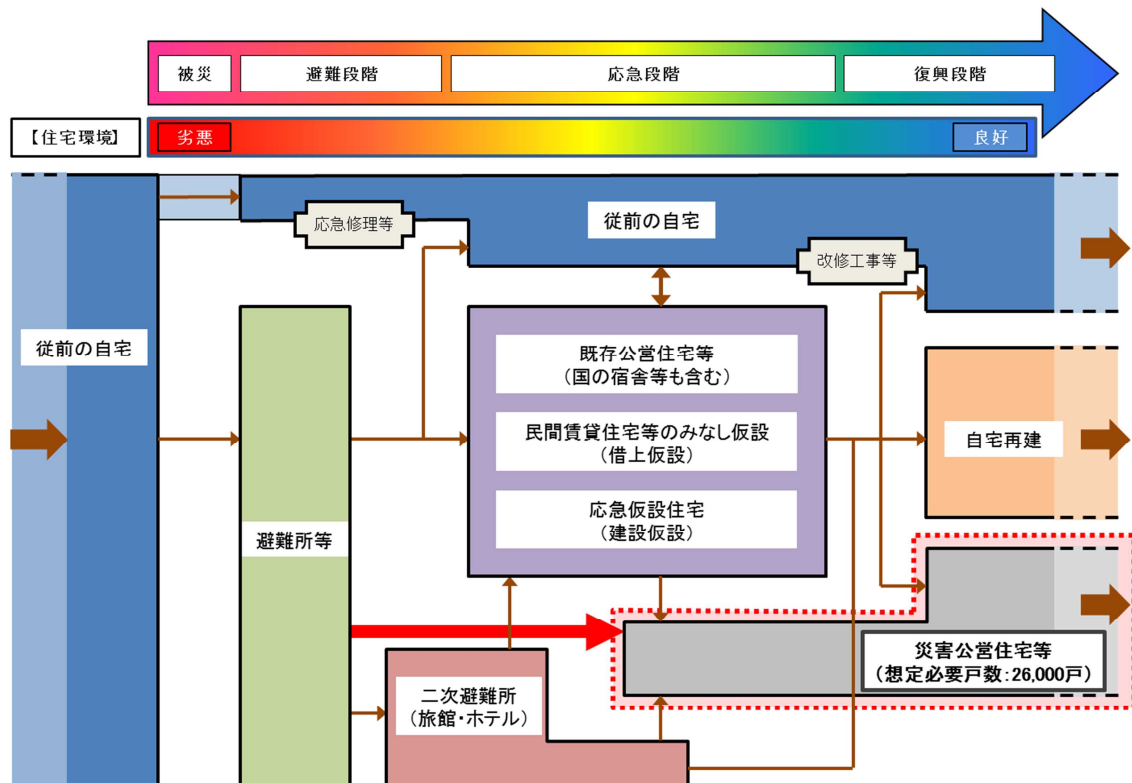 被災
避難段階
応急段階
復興段階
【住宅環境】
劣悪
良好
応急修理等
従前の自宅
改修工事等
従前の自宅
既存公営住宅等
（国の宿舎等も含む）
民間賃貸住宅等のみなし仮設
（借上仮設）
自宅再建
応急仮設住宅
（建設仮設）
避難所等
災害公営住宅等
（想定必要戸数：26,000戸）
二次避難所
（旅館・ホテル）